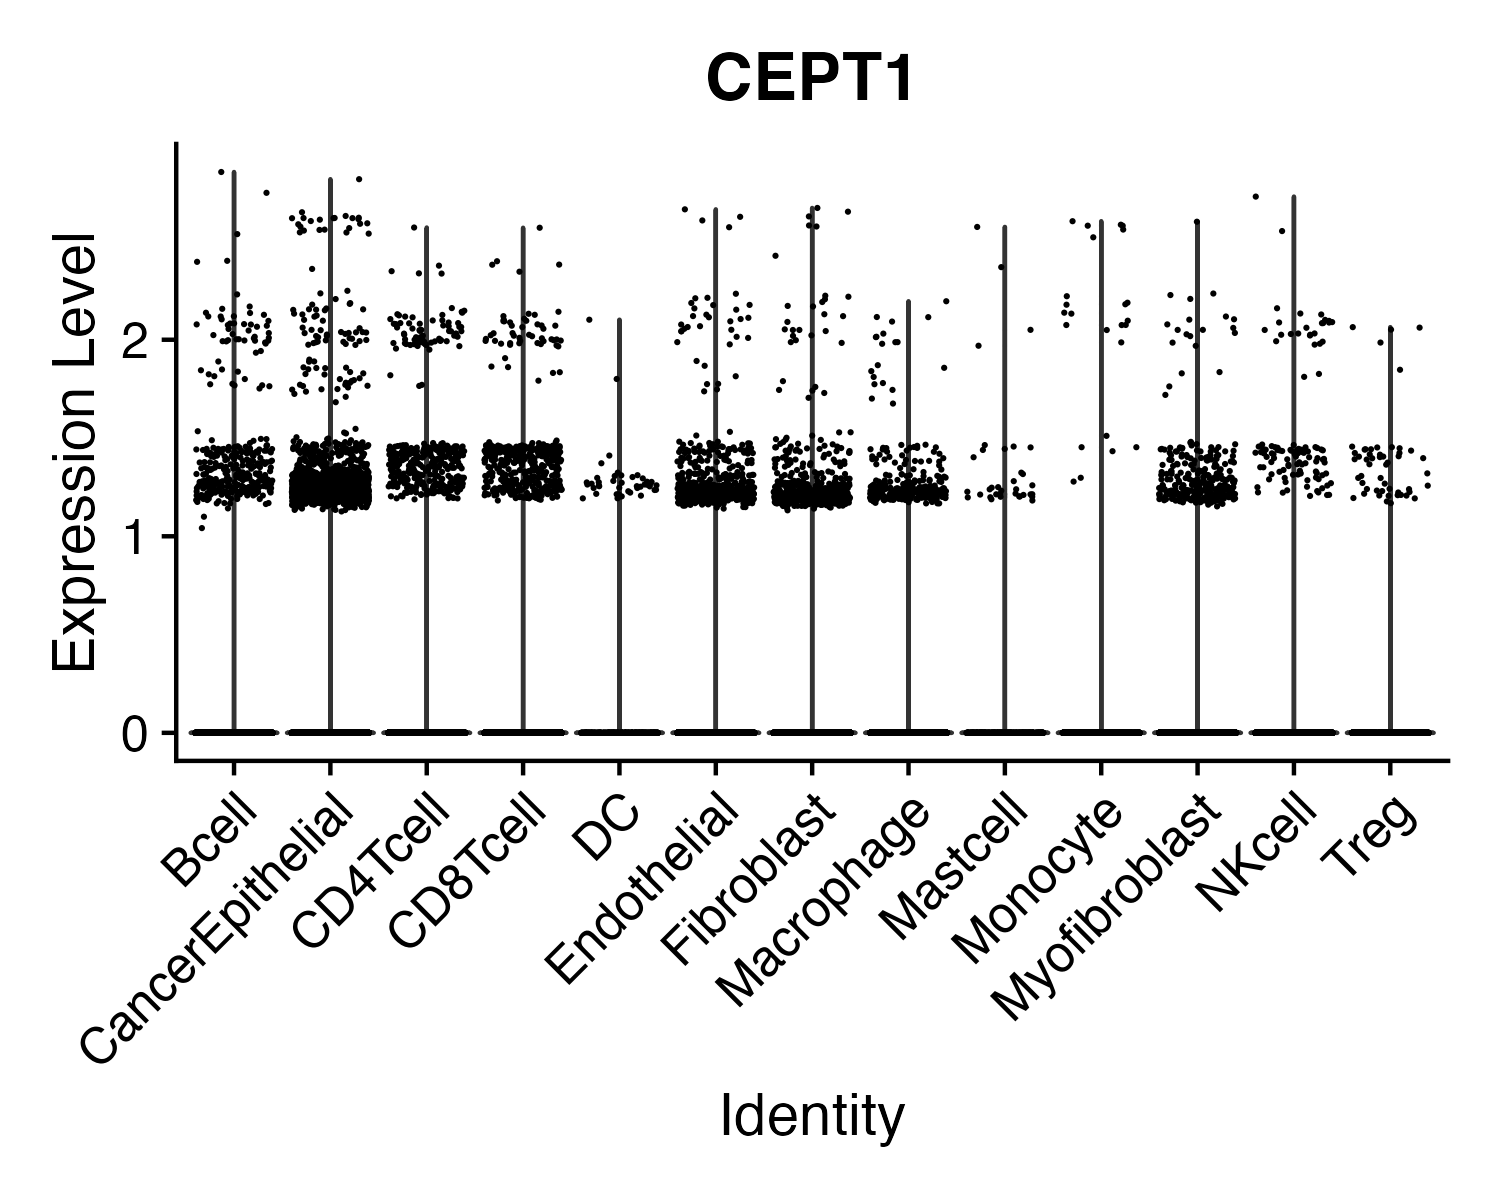 CEPT1
Expression Level
2
1
0
Bcell
CancerEpithelial
CD4Tcell
CD8Tcell
DC
Endothelial
Fibroblast
Macrophage
Mastcell
Monocyte
Myofibroblast
NKcell
Treg
Identity